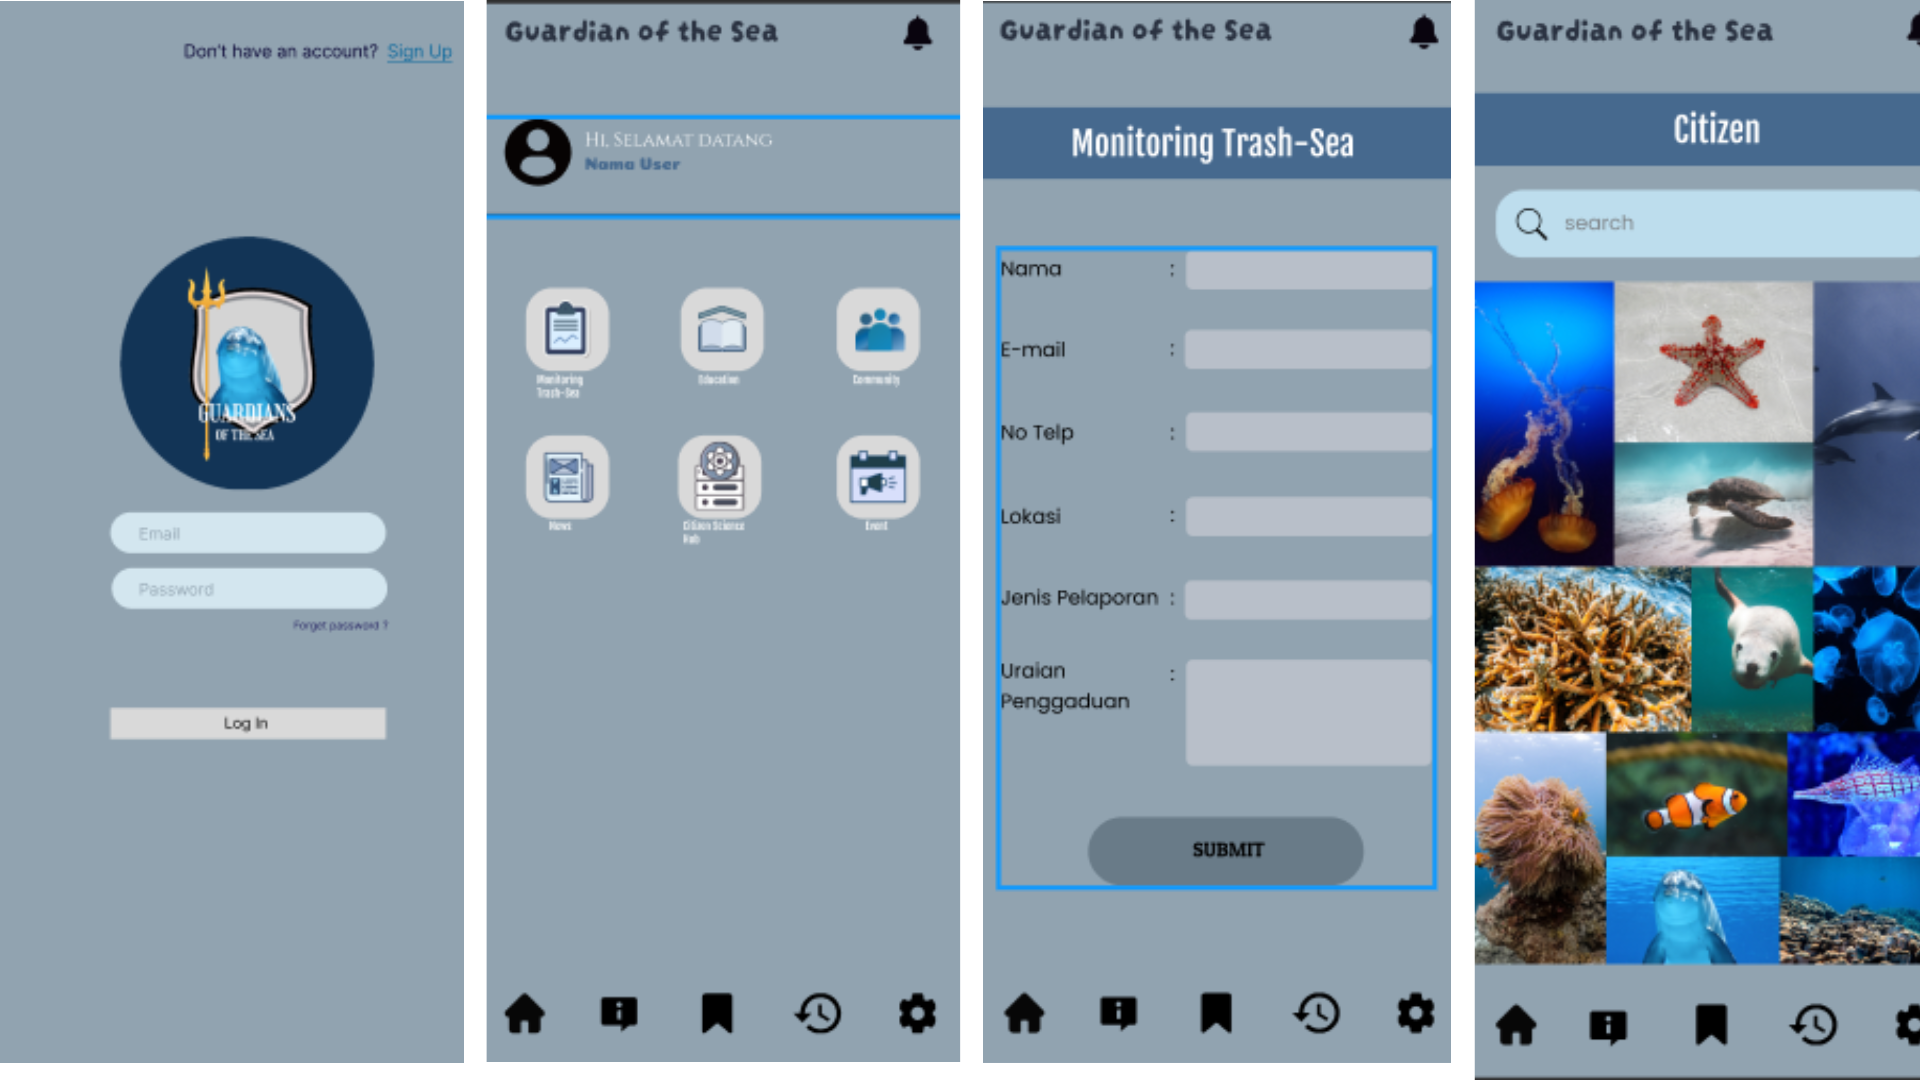 Don't have an account? Sign Up
GUARDIANS
OF THE SEA
Email
Password
Forget password ?
Log In
Guardian of the Sea
Hi, Selamat datang
Nama User
Monitoring
Trash-Sea
Education
Community
News
Citizen Science
Hub
Event
Guardian of the Sea
Monitoring Trash-Sea
Nama :
E-mail :
No Telp :
Lokasi :
Jenis Pelaporan :
Uraian :
Penggaduan
SUBMIT
Guardian of the Sea
Citizen
search